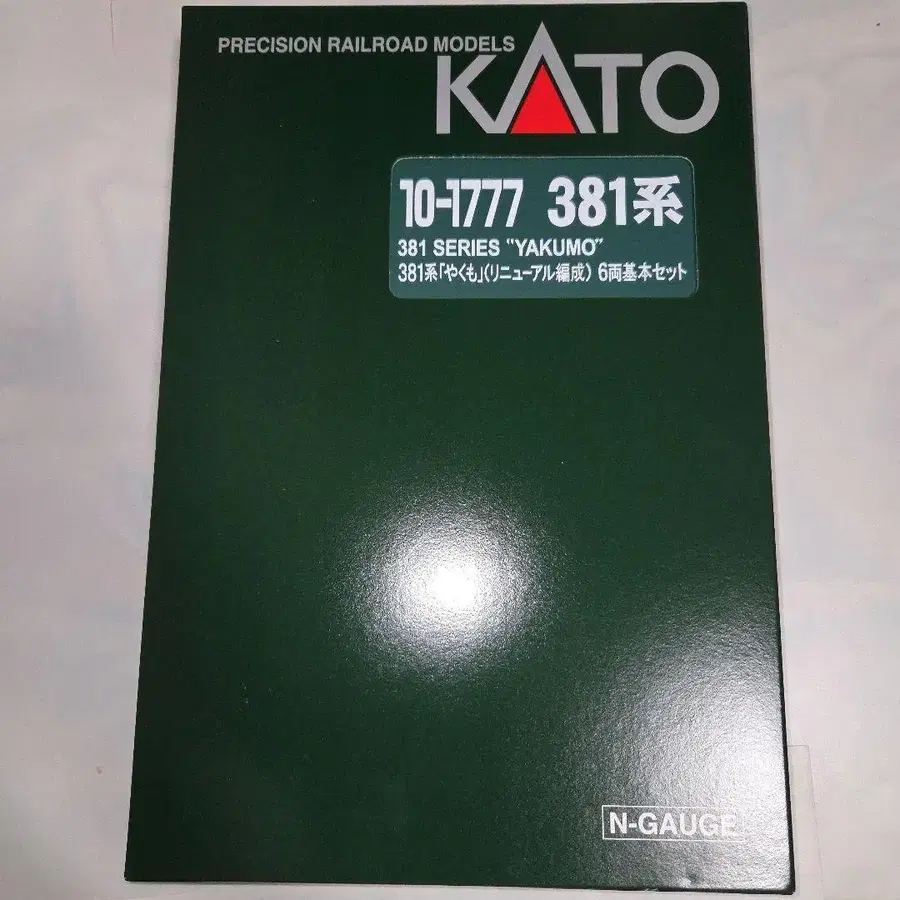 PRECISION RAILROAD MODELS
KATO
10-1777 381系
381 SERIES "YAKUMO"
381系「やくも」(リニューアル編成) 6両基本セット
N-GAUGE